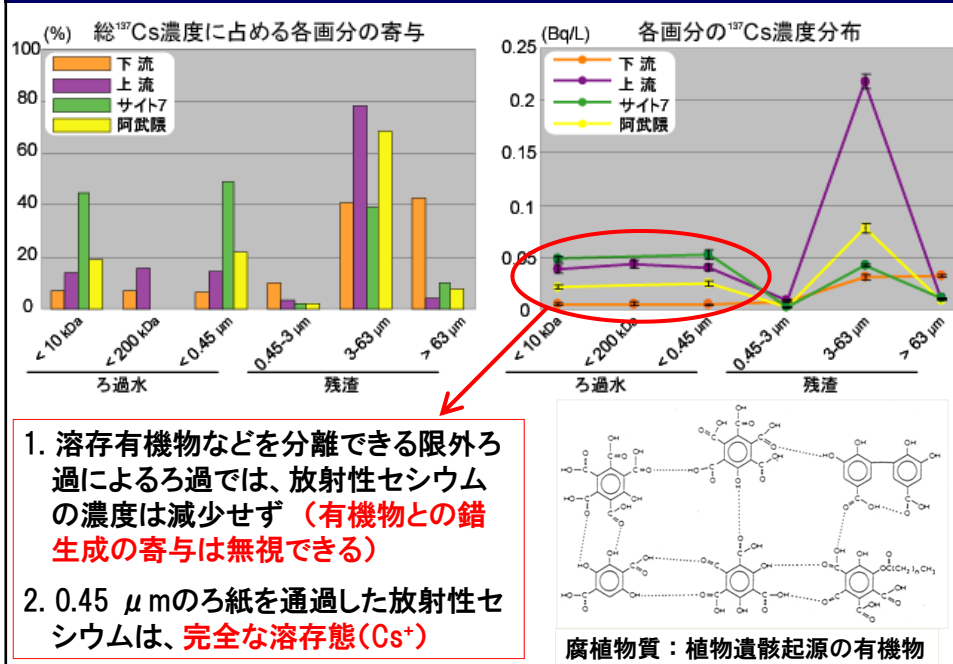 (%) 総¹³⁷Cs濃度に占める各画分の寄与
100
80
60
40
20
0
下 流
上 流
サイト7
阿武隈
< 10 kDa
< 200 kDa
< 0.45 μm
0.45-3 μm
3-63 μm
> 63 μm
ろ過水
残渣
(Bq/L) 各画分の¹³⁷Cs濃度分布
0.25
0.2
0.15
0.1
0.05
0
下 流
上 流
サイト7
阿武隈
< 10 kDa
< 200 kDa
< 0.45 μm
0.45-3 μm
3-63 μm
> 63 μm
ろ過水
残渣
1. 溶存有機物などを分離できる限外ろ
過によるろ過では、放射性セシウム
の濃度は減少せず （有機物との錯
生成の寄与は無視できる）
2. 0.45 μmのろ紙を通過した放射性セ
シウムは、完全な溶存態(Cs⁺)
腐植物質：植物遺骸起源の有機物